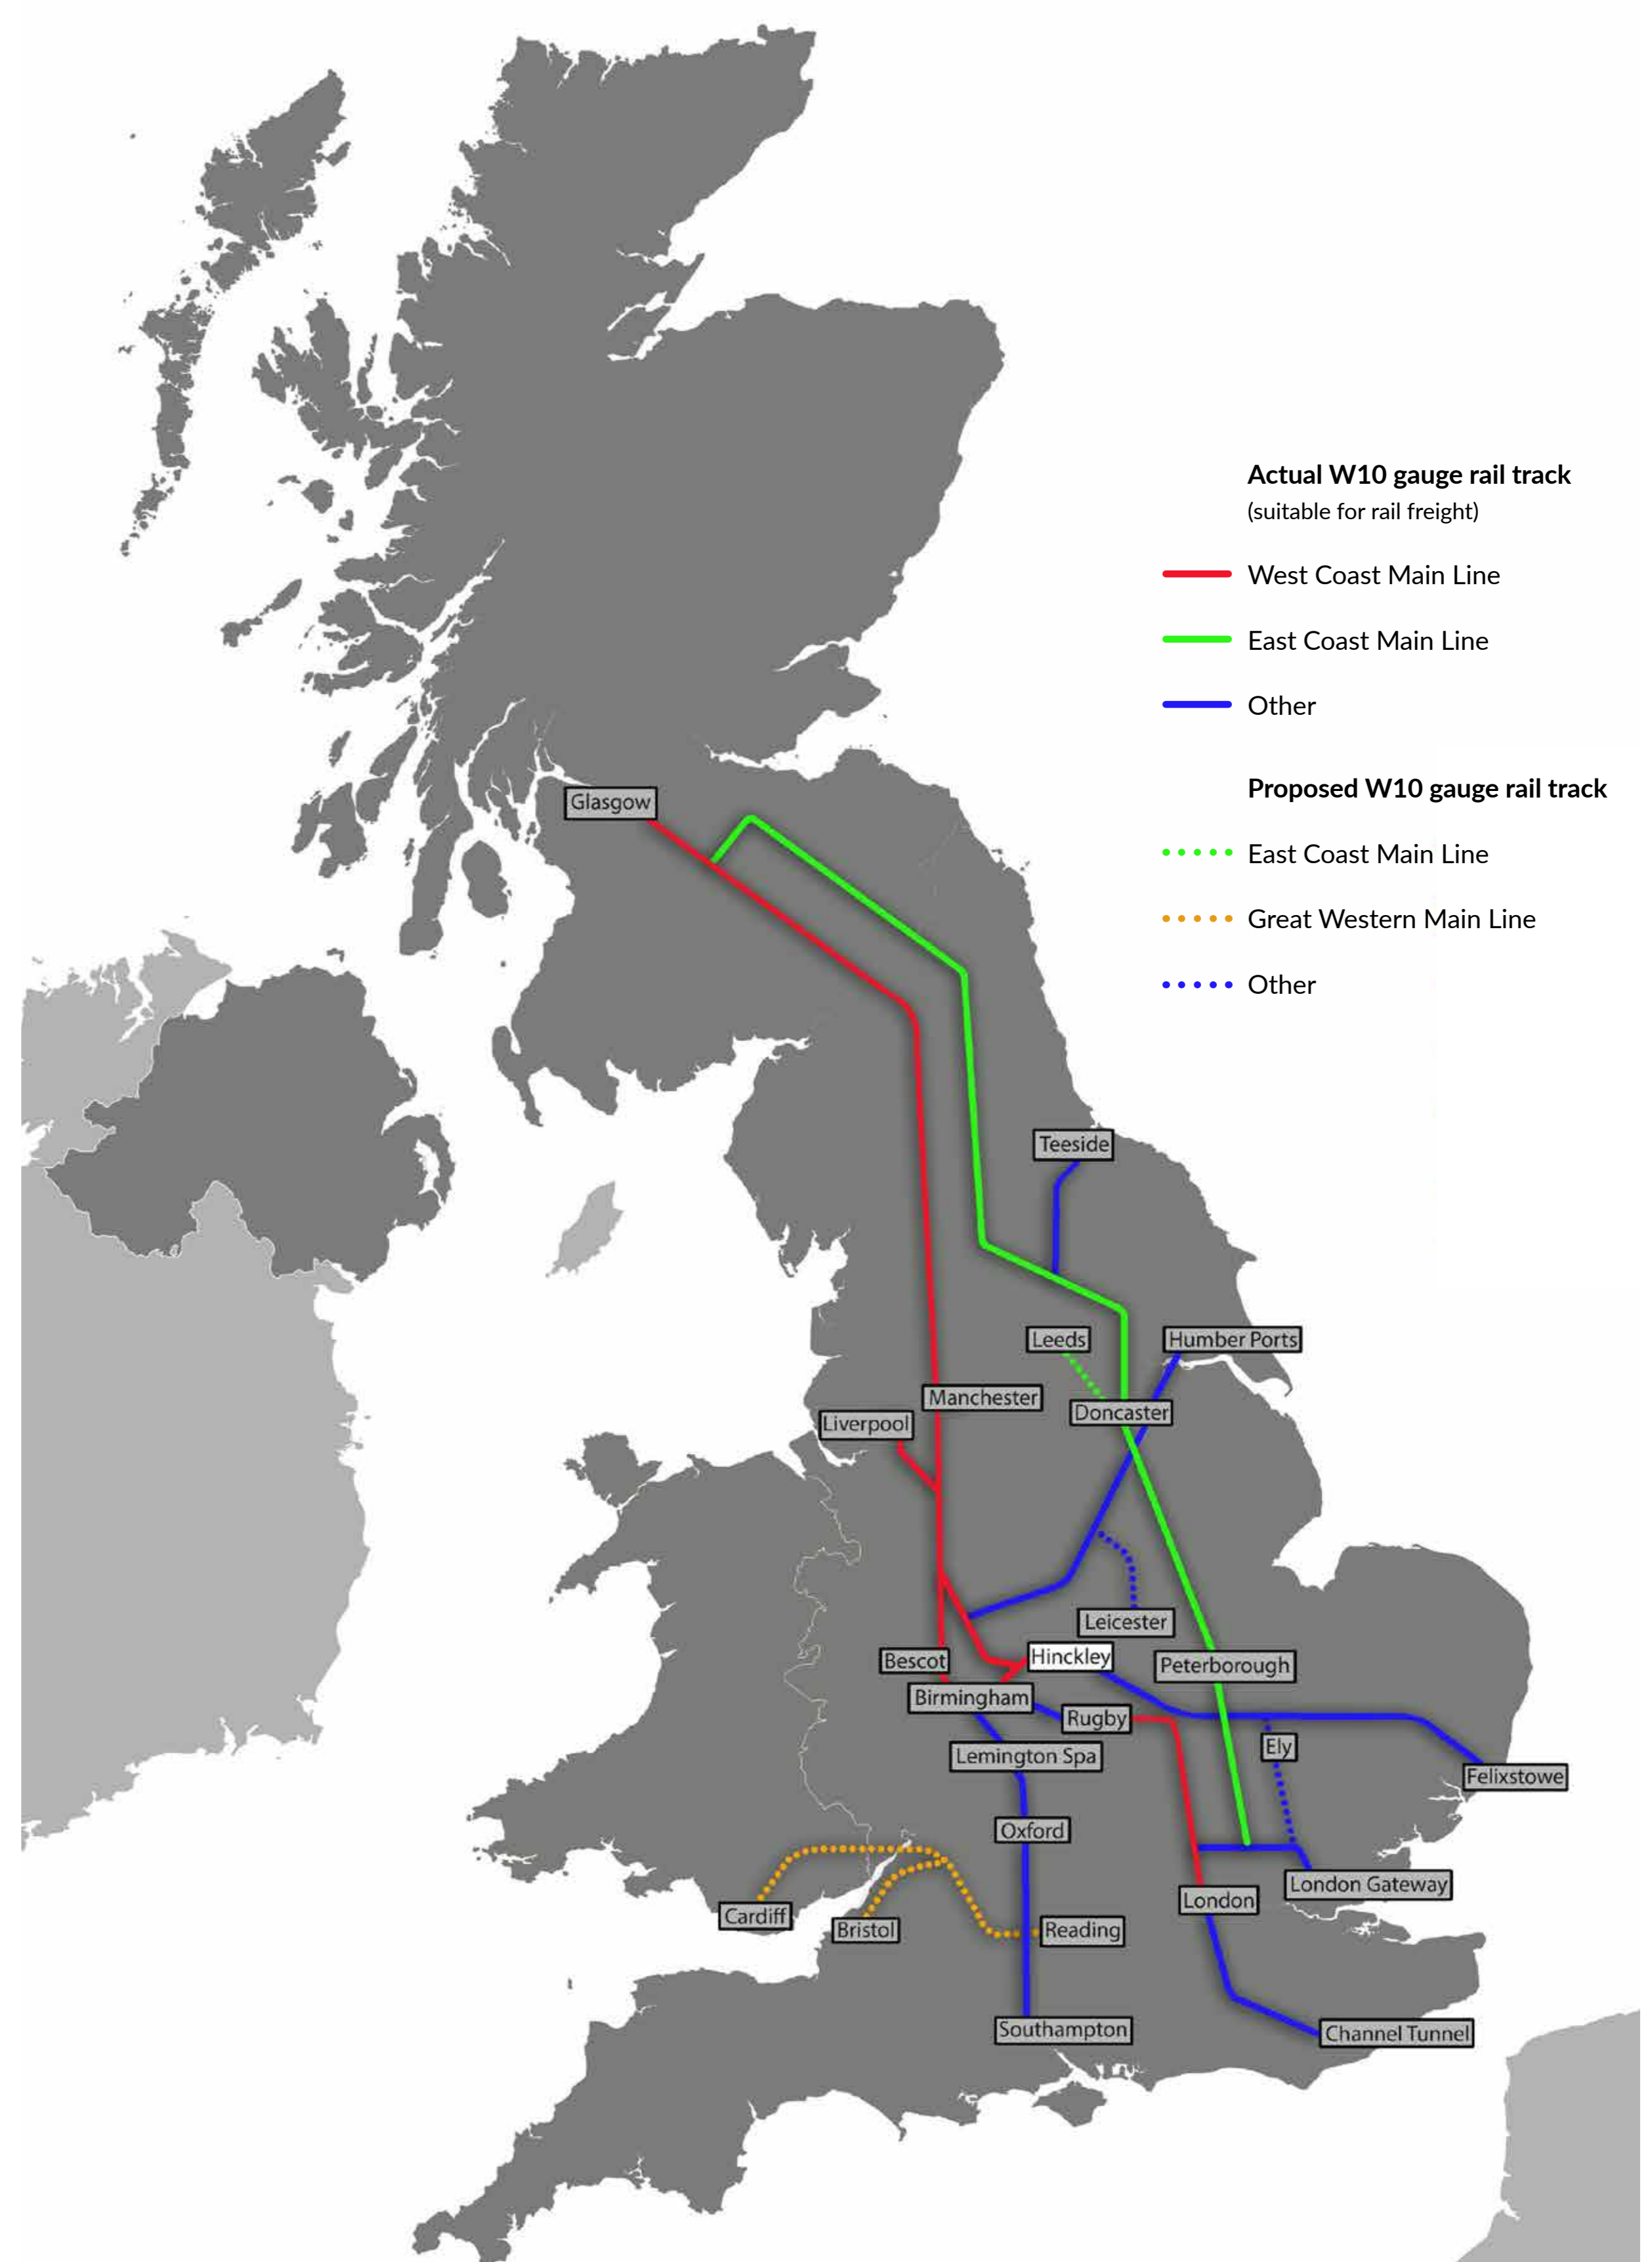 Actual W10 gauge rail track
(suitable for rail freight)
West Coast Main Line
East Coast Main Line
Other
Proposed W10 gauge rail track
East Coast Main Line
Great Western Main Line
Other
Glasgow
Teeside
Leeds
Humber Ports
Manchester
Doncaster
Liverpool
Leicester
Hinckley
Bescot
Peterborough
Birmingham
Rugby
Ely
Lemington Spa
Felixstowe
Oxford
London Gateway
London
Cardiff
Bristol
Reading
Southampton
Channel Tunnel